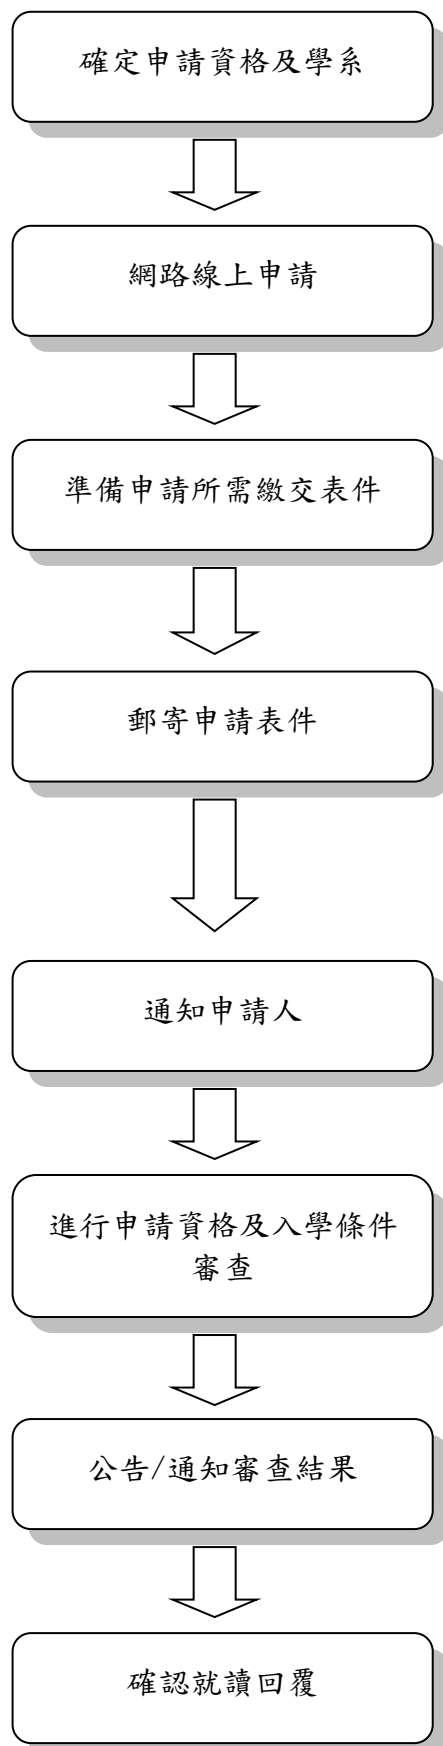 確定申請資格及學系
網路線上申請
準備申請所需繳交表件
郵寄申請表件
通知申請人
進行申請資格及入學條件
審查
公告/通知審查結果
確認就讀回覆